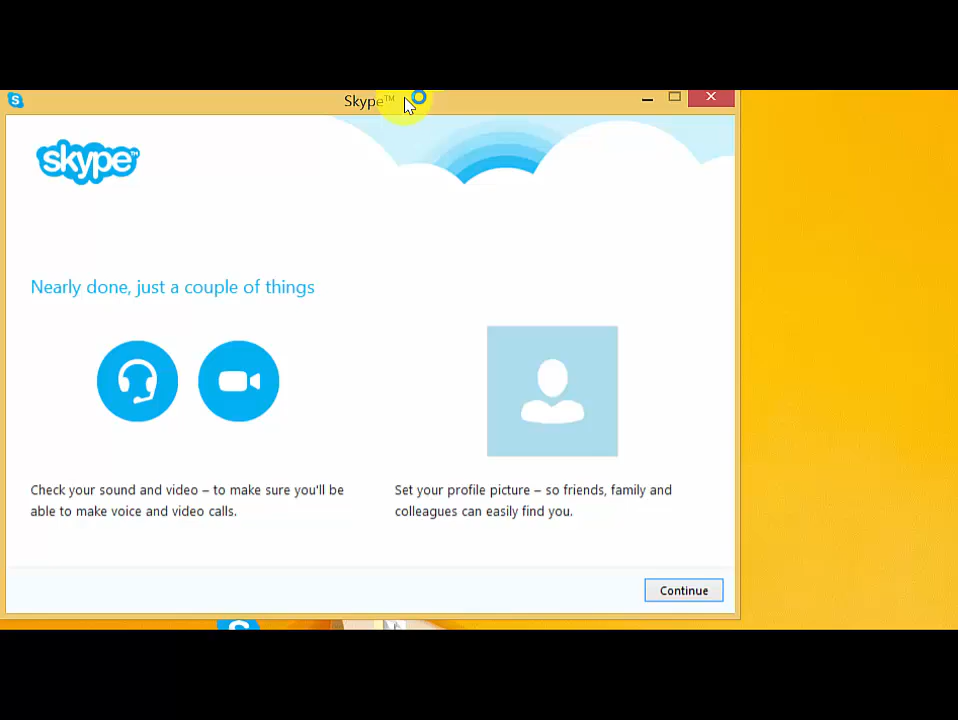 Skype™
skype™
Nearly done, just a couple of things
Check your sound and video – to make sure you'll be
able to make voice and video calls.
Set your profile picture – so friends, family and
colleagues can easily find you.
Continue